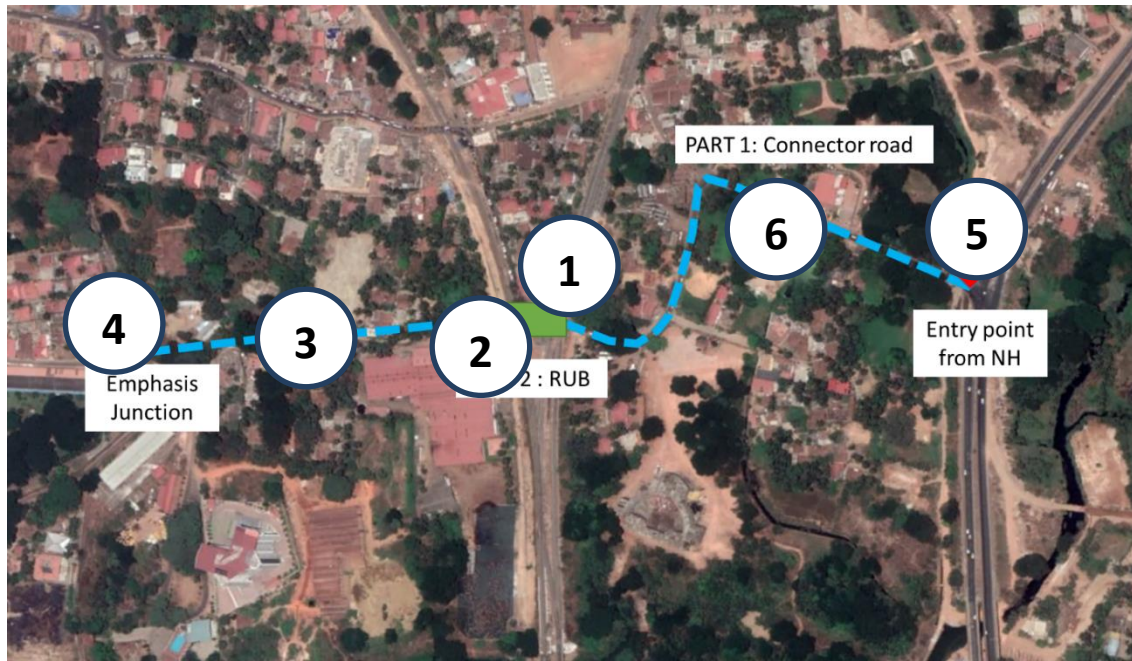 PART 1: Connector road
6
5
1
4
3
2
2 : RUB
Entry point
from NH
Emphasis
Junction